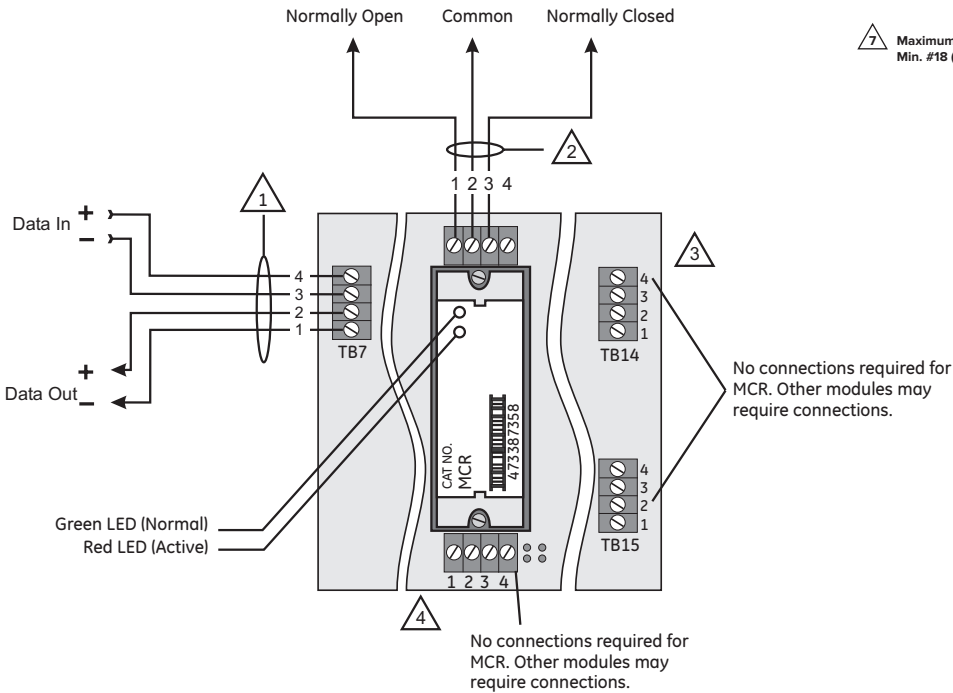 Normally Open Common Normally Closed
7 Maximum
Min. #18 (
2
1 2 3 4
1
Data In + –
4
3
2
1
TB7
Data Out + –
3
4
3
2
1
TB14
No connections required for
MCR. Other modules may
require connections.
CAT NO.
MCR
473387358
4
3
2
1
TB15
Green LED (Normal)
Red LED (Active)
1 2 3 4
4
No connections required for
MCR. Other modules may
require connections.